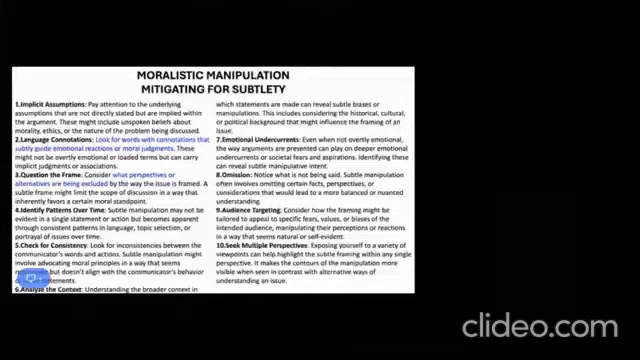 MORALISTIC MANIPULATION
MITIGATING FOR SUBTLETY
1.Implicit Assumptions: Pay attention to the underlying
assumptions that are not directly stated but are implied within
the argument. These might include unspoken beliefs about
morality, ethics, or the nature of the problem being discussed.
2.Language Connotations: Look for words with connotations that
subtly guide emotional reactions or moral judgments. These
might not be overtly emotional or loaded terms but can carry
implicit judgments or associations.
3.Question the Frame: Consider what perspectives or
alternatives are being excluded by the way the issue is framed. A
subtle frame might limit the scope of discussion in a way that
inherently favors a certain moral standpoint.
4.Identify Patterns Over Time: Subtle manipulation may not be
evident in a single statement or action but becomes apparent
through consistent patterns in language, topic selection, or
portrayal of issues over time.
5.Check for Consistency: Look for inconsistencies between the
communicator's words and actions. Subtle manipulation might
involve advocating moral principles in a way that seems
but doesn't align with the communicator's behavior
statements.
6.Analyze the Context: Understanding the broader context in
which statements are made can reveal subtle biases or
manipulations. This includes considering the historical, cultural,
or political background that might influence the framing of an
issue.
7.Emotional Undercurrents: Even when not overtly emotional,
the way arguments are presented can play on deeper emotional
undercurrents or societal fears and aspirations. Identifying these
can reveal subtle manipulative intent.
8.Omission: Notice what is not being said. Subtle manipulation
often involves omitting certain facts, perspectives, or
considerations that would lead to a more balanced or nuanced
understanding.
9.Audience Targeting: Consider how the framing might be
tailored to appeal to specific fears, values, or biases of the
intended audience, manipulating their perceptions or reactions
in a way that seems natural or self-evident.
10.Seek Multiple Perspectives: Exposing yourself to a variety of
viewpoints can help highlight the subtle framing within any single
perspective. It makes the contours of the manipulation more
visible when seen in contrast with alternative ways of
understanding an issue.
clideo.com